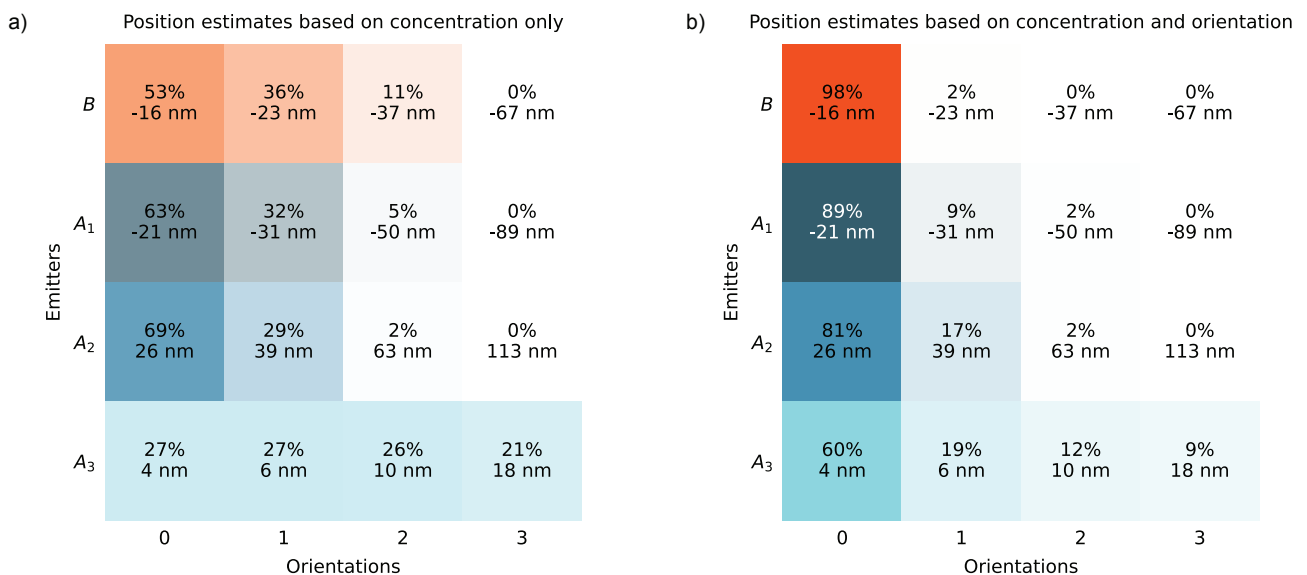 a)
Position estimates based on concentration only
Emitters
B
53%
-16 nm
36%
-23 nm
11%
-37 nm
0%
-67 nm
A1
63%
-21 nm
32%
-31 nm
5%
-50 nm
0%
-89 nm
A2
69%
26 nm
29%
39 nm
2%
63 nm
0%
113 nm
A3
27%
4 nm
27%
6 nm
26%
10 nm
21%
18 nm
0
1
2
3
Orientations
b)
Position estimates based on concentration and orientation
Emitters
B
98%
-16 nm
2%
-23 nm
0%
-37 nm
0%
-67 nm
A1
89%
-21 nm
9%
-31 nm
2%
-50 nm
0%
-89 nm
A2
81%
26 nm
17%
39 nm
2%
63 nm
0%
113 nm
A3
60%
4 nm
19%
6 nm
12%
10 nm
9%
18 nm
0
1
2
3
Orientations